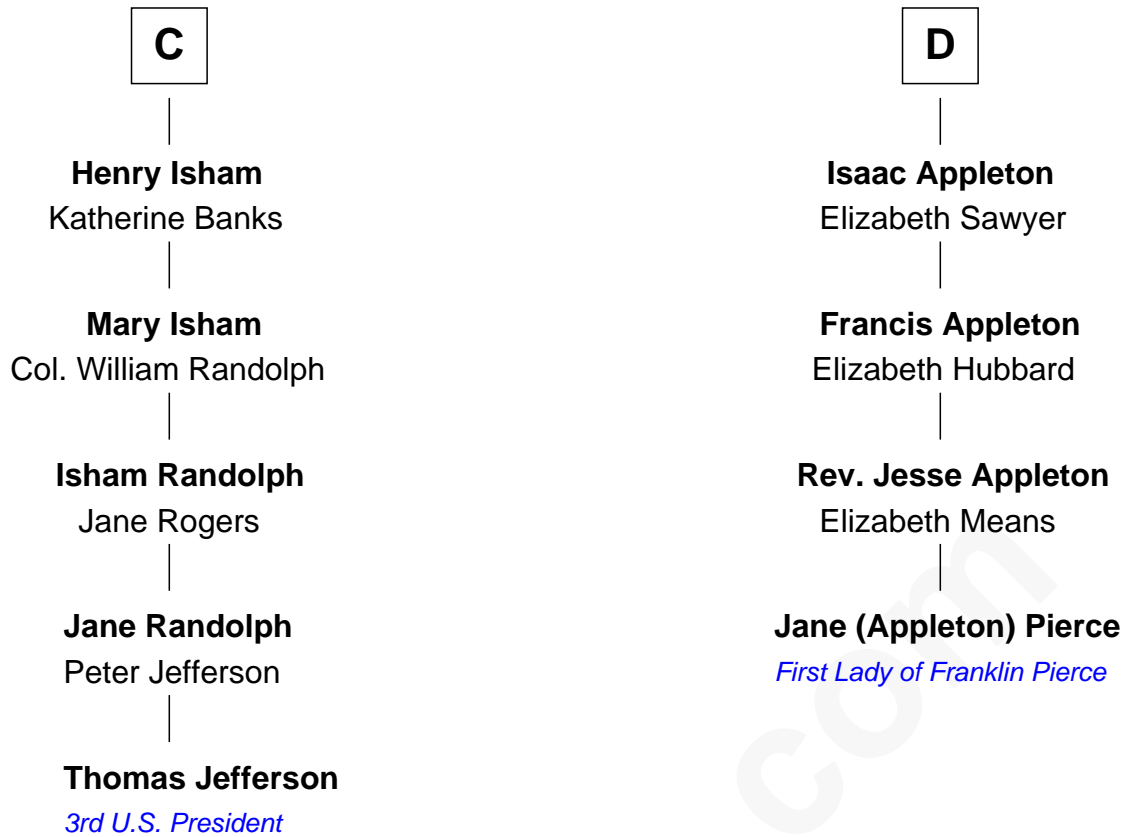 C
Henry Isham
Katherine Banks
Mary Isham
Col. William Randolph
Isham Randolph
Jane Rogers
Jane Randolph
Peter Jefferson
Thomas Jefferson
3rd U.S. President
D
Isaac Appleton
Elizabeth Sawyer
Francis Appleton
Elizabeth Hubbard
Rev. Jesse Appleton
Elizabeth Means
Jane (Appleton) Pierce
First Lady of Franklin Pierce
com